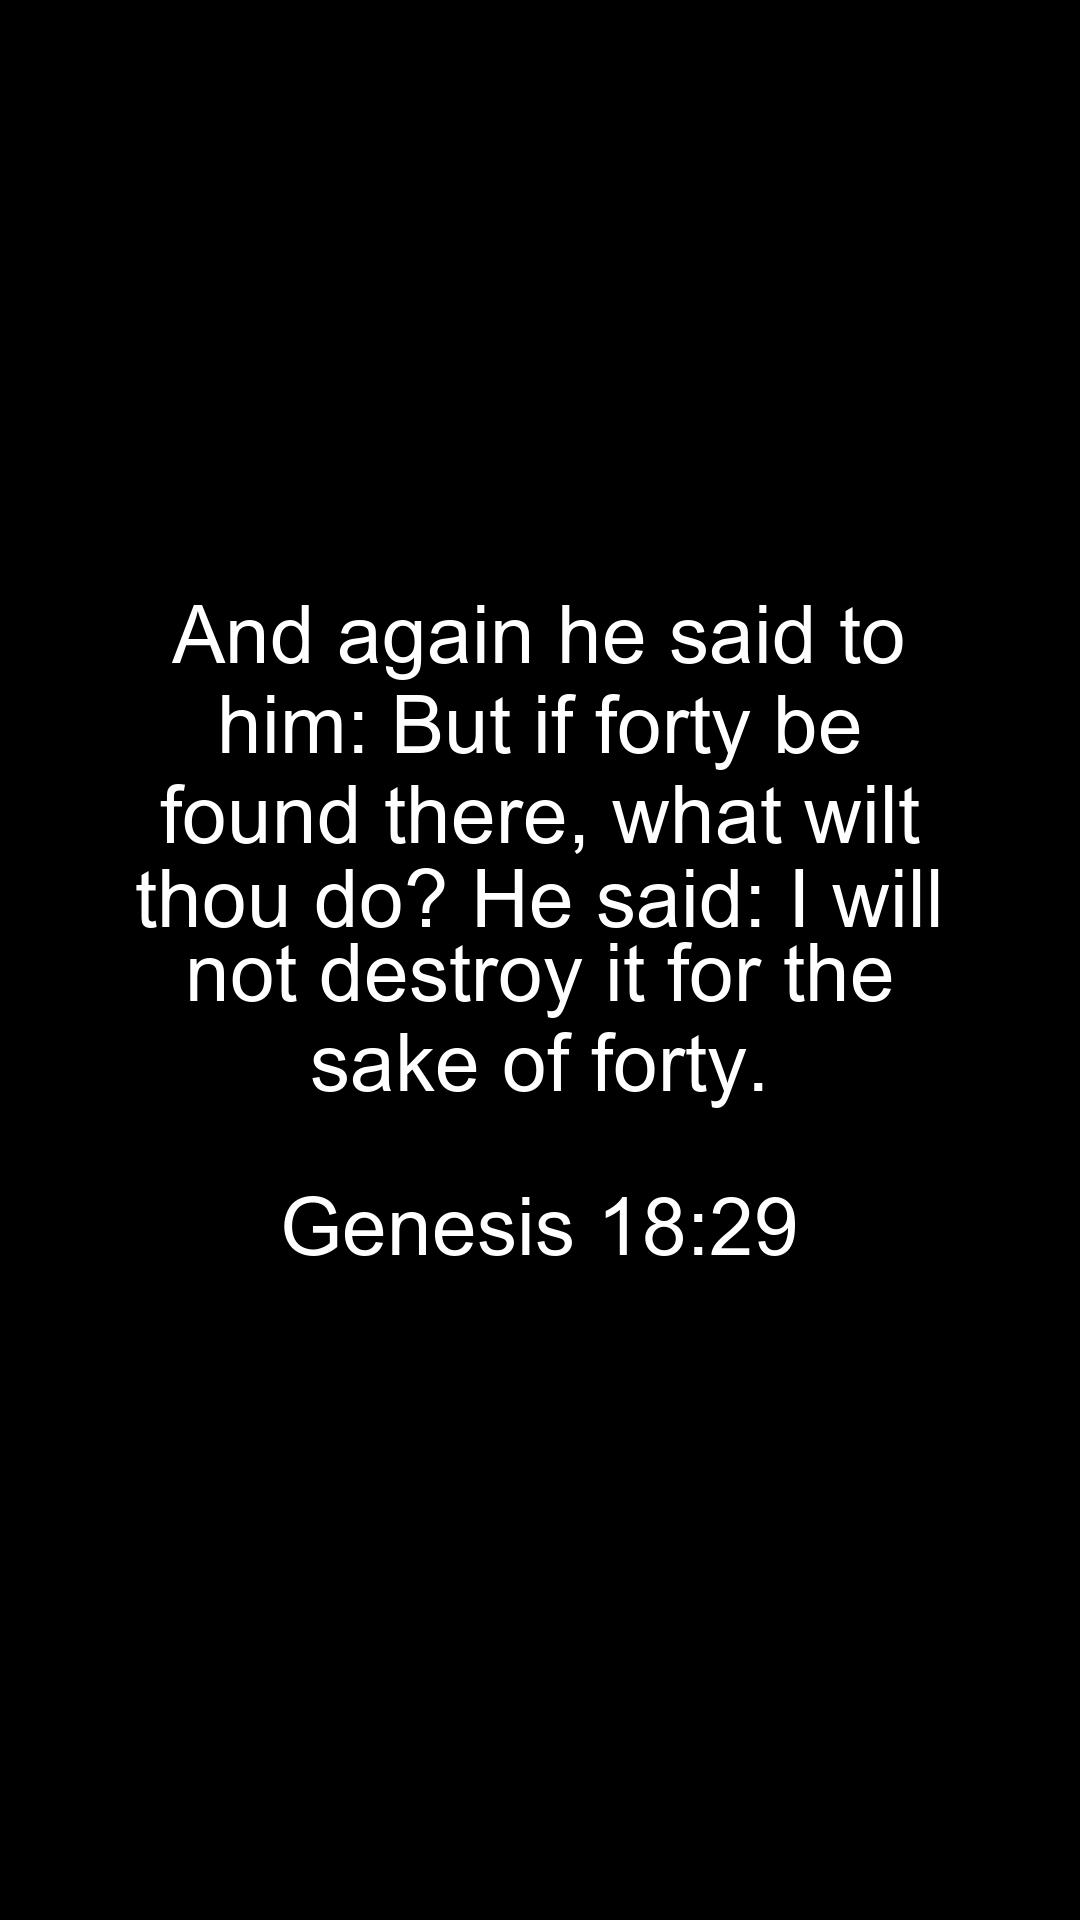 And again he said to
him: But if forty be
found there, what wilt
thou do? He said: I will
not destroy it for the
sake of forty.
Genesis 18:29